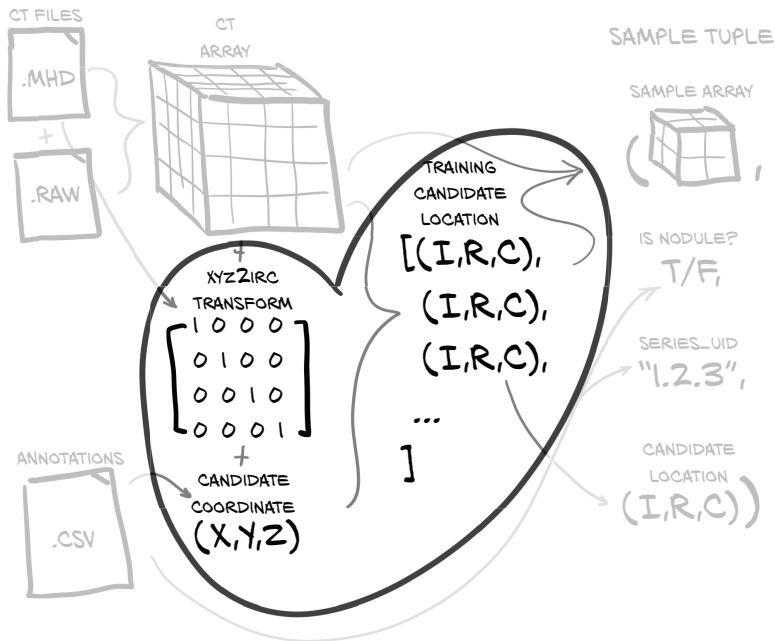 CT FILES
.MHD
+
.RAW
CT
ARRAY
+
XYZ2IRC
TRANSFORM
1 0 0 0
0 1 0 0
0 0 1 0
0 0 0 1
+
ANNOTATIONS
.CSV
CANDIDATE
COORDINATE
(X,Y,Z)
TRAINING
CANDIDATE
LOCATION
[(I,R,C),
(I,R,C),
(I,R,C),
...
]
SAMPLE TUPLE
SAMPLE ARRAY
( ,
IS NODULE?
T/F,
SERIES_UID
"1.2.3",
CANDIDATE
LOCATION
(I,R,C))